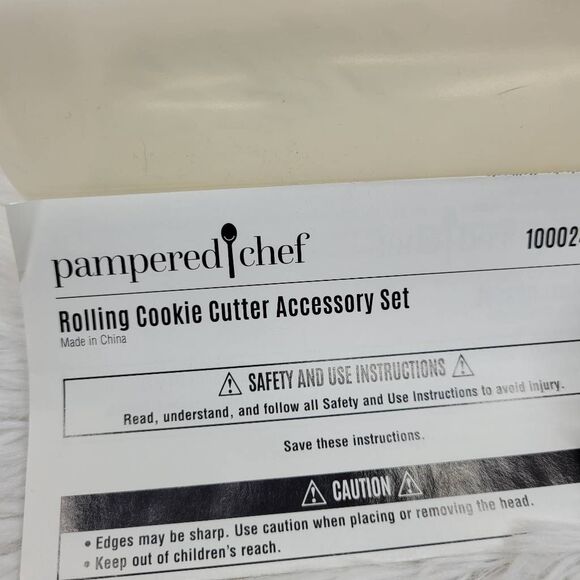 pampered chef
Rolling Cookie Cutter Accessory Set
Made in China
SAFETY AND USE INSTRUCTIONS
Read, understand, and follow all Safety and Use Instructions to avoid injury.
Save these instructions.
CAUTION
• Edges may be sharp. Use caution when placing or removing the head.
• Keep out of children's reach.